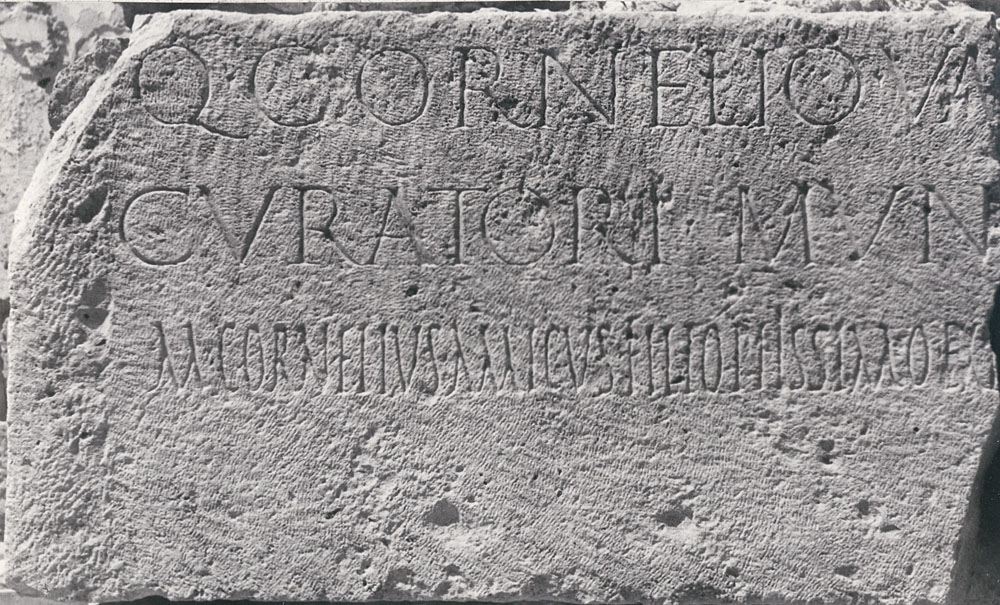 Q CORNELIO VA
CVRATORI MVN
M CORNELIVS AMICVS FILIO PIISSIMO EX